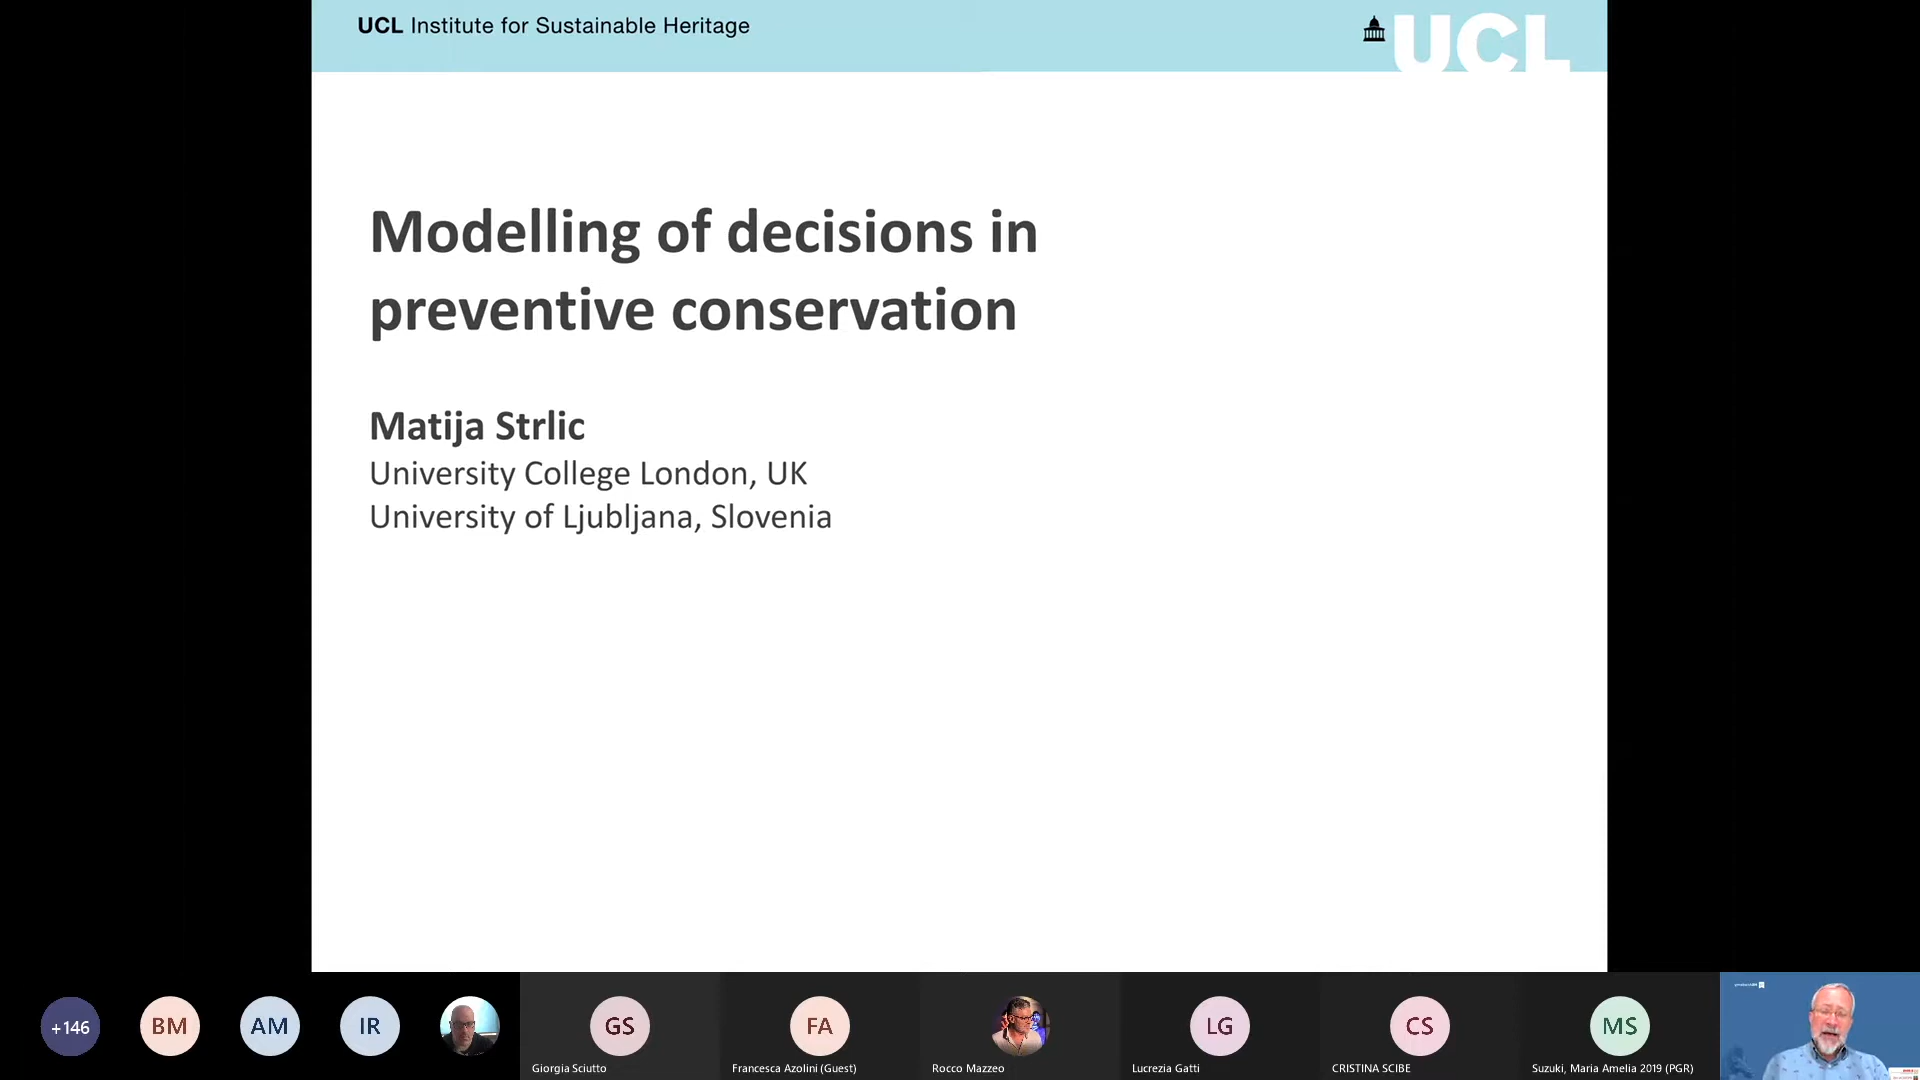 UCL Institute for Sustainable Heritage
UCL
Modelling of decisions in
preventive conservation
Matija Strlic
University College London, UK
University of Ljubljana, Slovenia
+146
BM
AM
IR
GS
FA
LG
CS
MS
Giorgia Sciutto
Francesca Azolini (Guest)
Rocco Mazzeo
Lucrezia Gatti
CRISTINA SCIBE
Suzuki, Maria Amelia 2019 (PGR)